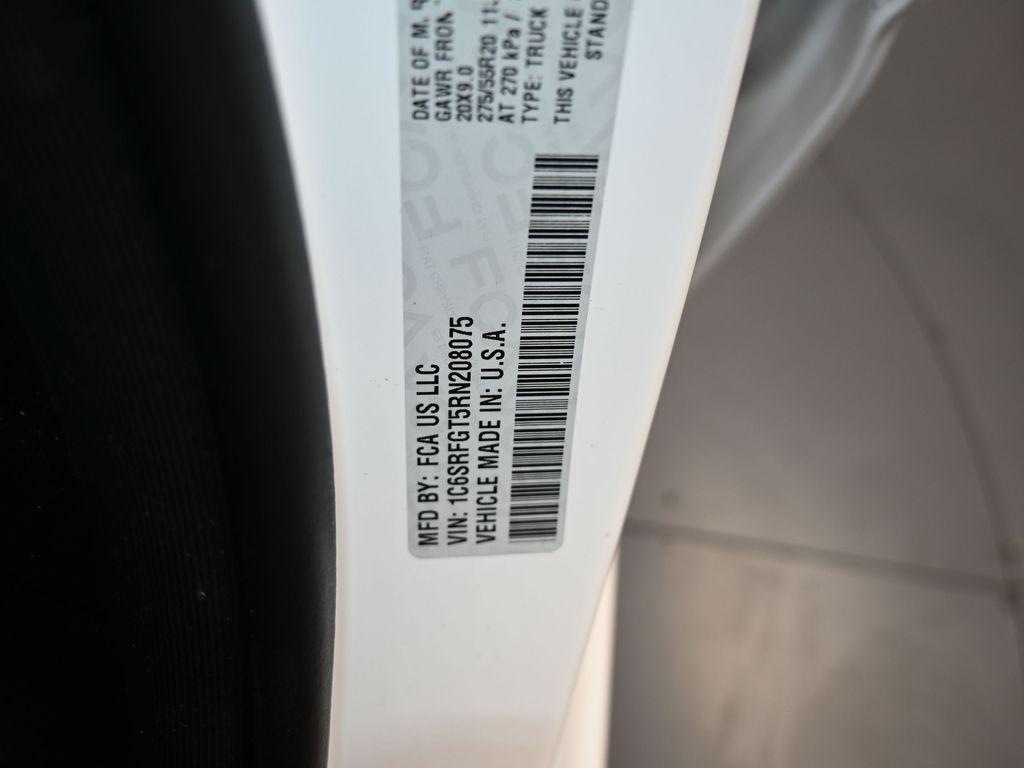 MFD BY: FCA US LLC
VIN: 1C6SRFGT5RN208075
VEHICLE MADE IN: U.S.A.
DATE OF M.
GAWR FRON
20X9.0
275/55R20 11
AT 270 kPa /
TYPE: TRUCK
THIS VEHICLE
STAND